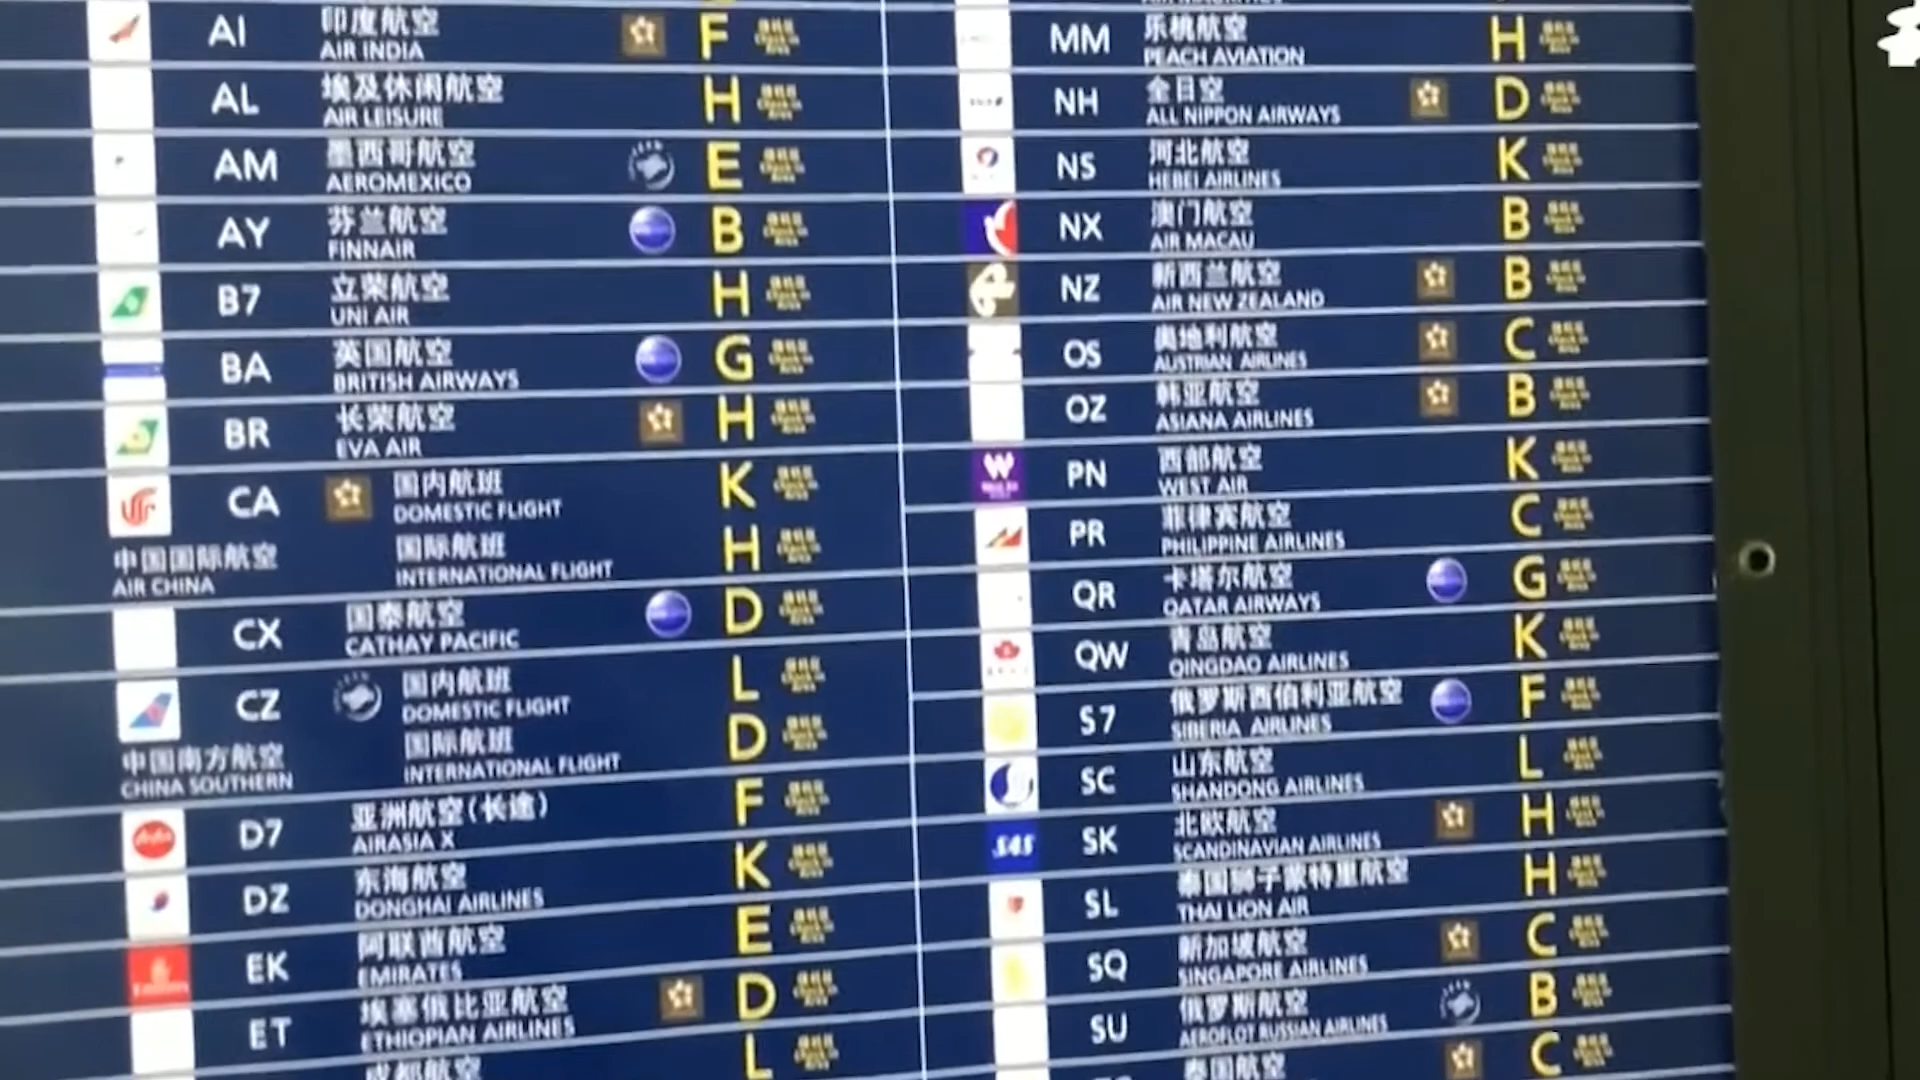 AI 印度航空 F
AIR INDIA
AL 埃及休闲航空 H
AIR LEISURE
AM 墨西哥航空 E
AEROMEXICO
AY 芬兰航空 B
FINNAIR
B7 立荣航空 H
UNI AIR
BA 英国航空 G
BRITISH AIRWAYS
BR 长荣航空 H
EVA AIR
CA 国内航班 K
DOMESTIC FLIGHT
中国国际航空 国际航班 H
AIR CHINA INTERNATIONAL FLIGHT
CX 国泰航空 D
CATHAY PACIFIC
CZ 国内航班 L
DOMESTIC FLIGHT
中国南方航空 国际航班 D
CHINA SOUTHERN INTERNATIONAL FLIGHT
D7 亚洲航空(长途) F
AIRASIA X
DZ 东海航空 K
DONGHAI AIRLINES
EK 阿联酋航空 E
Emirates EMIRATES
ET 埃塞俄比亚航空 D
ETHIOPIAN AIRLINES
成都航空 L
MM 乐桃航空 H
PEACH AVIATION
NH 全日空 D
ALL NIPPON AIRWAYS
NS 河北航空 K
HEBEI AIRLINES
NX 澳门航空 B
AIR MACAU
NZ 新西兰航空 B
AIR NEW ZEALAND
OS 奥地利航空 C
AUSTRIAN AIRLINES
OZ 韩亚航空 B
ASIANA AIRLINES
PN 西部航空 K
WEST AIR
PR 菲律宾航空 C
PHILIPPINE AIRLINES
QR 卡塔尔航空 G
QATAR AIRWAYS
QW 青岛航空 K
QINGDAO AIRLINES
S7 俄罗斯西伯利亚航空 F
SIBERIA AIRLINES
SC 山东航空 L
SHANDONG AIRLINES
SAS SK 北欧航空 H
SCANDINAVIAN AIRLINES
SL 泰国狮子蒙特里航空 H
THAI LION AIR
SQ 新加坡航空 C
SINGAPORE AIRLINES
SU 俄罗斯航空 B
AEROFLOT RUSSIAN AIRLINES
泰国航空 C